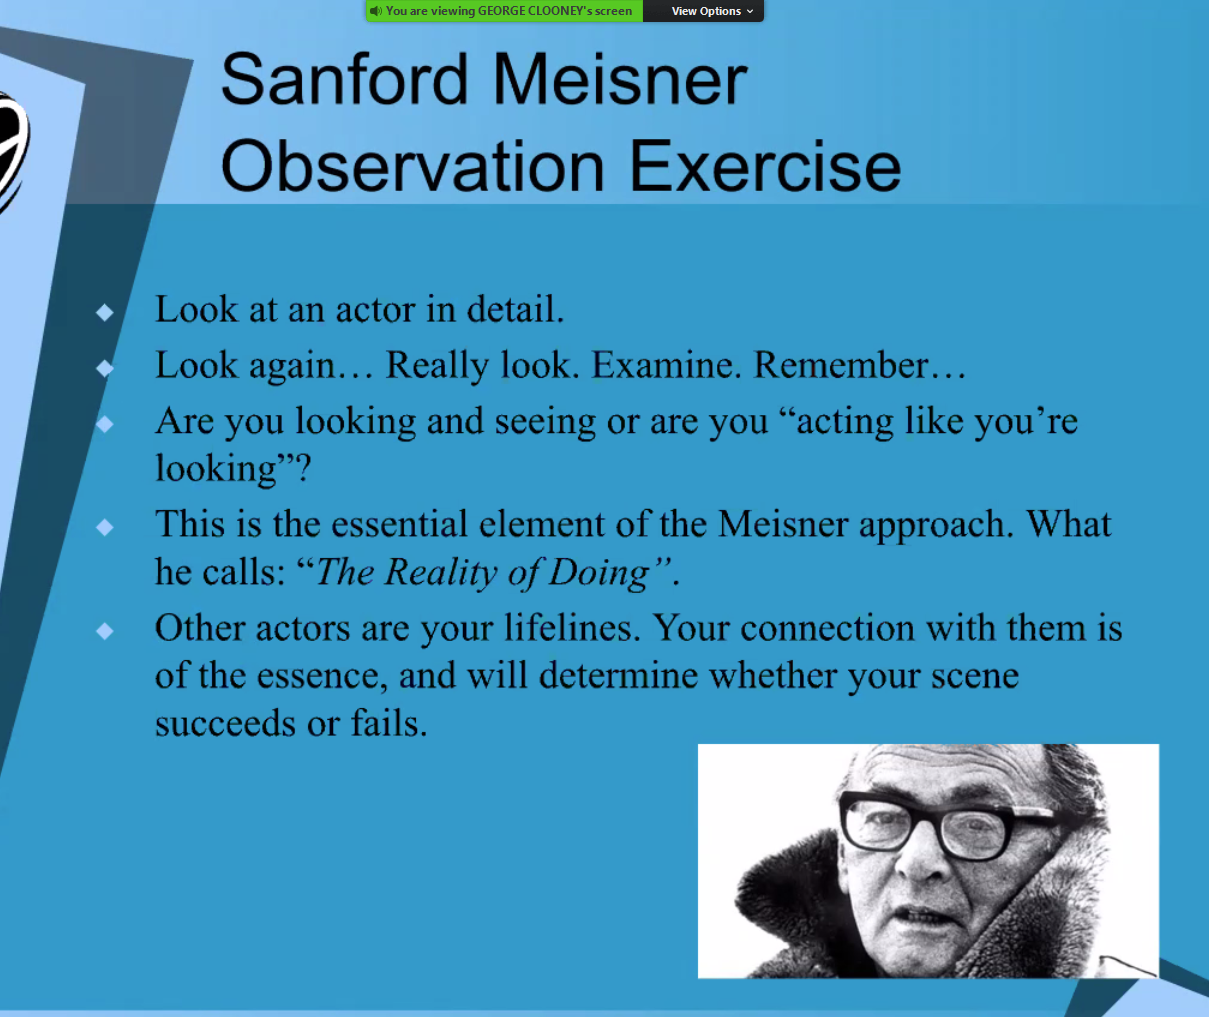 You are viewing GEORGE CLOONEY's screen View Options
Sanford Meisner
Observation Exercise
Look at an actor in detail.
Look again… Really look. Examine. Remember…
Are you looking and seeing or are you “acting like you’re
looking”?
This is the essential element of the Meisner approach. What
he calls: “The Reality of Doing”.
Other actors are your lifelines. Your connection with them is
of the essence, and will determine whether your scene
succeeds or fails.